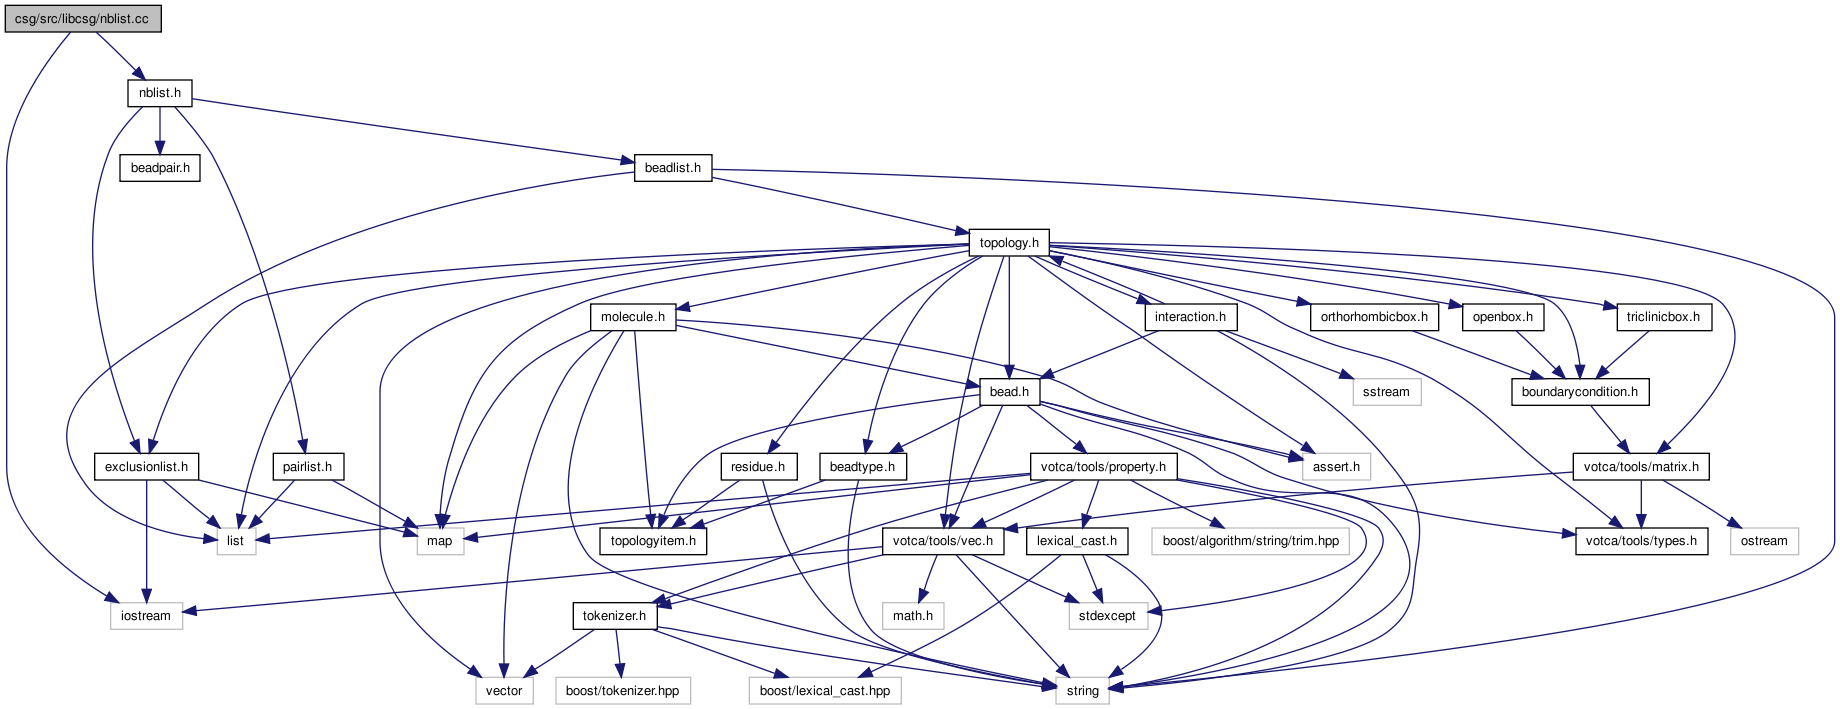 csg/src/libcsg/nblist.cc
nblist.h
beadpair.h
beadlist.h
topology.h
molecule.h
interaction.h
orthorhombicbox.h
openbox.h
triclinicbox.h
bead.h
sstream
boundarycondition.h
exclusionlist.h
pairlist.h
residue.h
beadtype.h
votca/tools/property.h
assert.h
votca/tools/matrix.h
list
map
topologyitem.h
votca/tools/vec.h
lexical_cast.h
boost/algorithm/string/trim.hpp
votca/tools/types.h
ostream
iostream
tokenizer.h
math.h
stdexcept
vector
boost/tokenizer.hpp
boost/lexical_cast.hpp
string